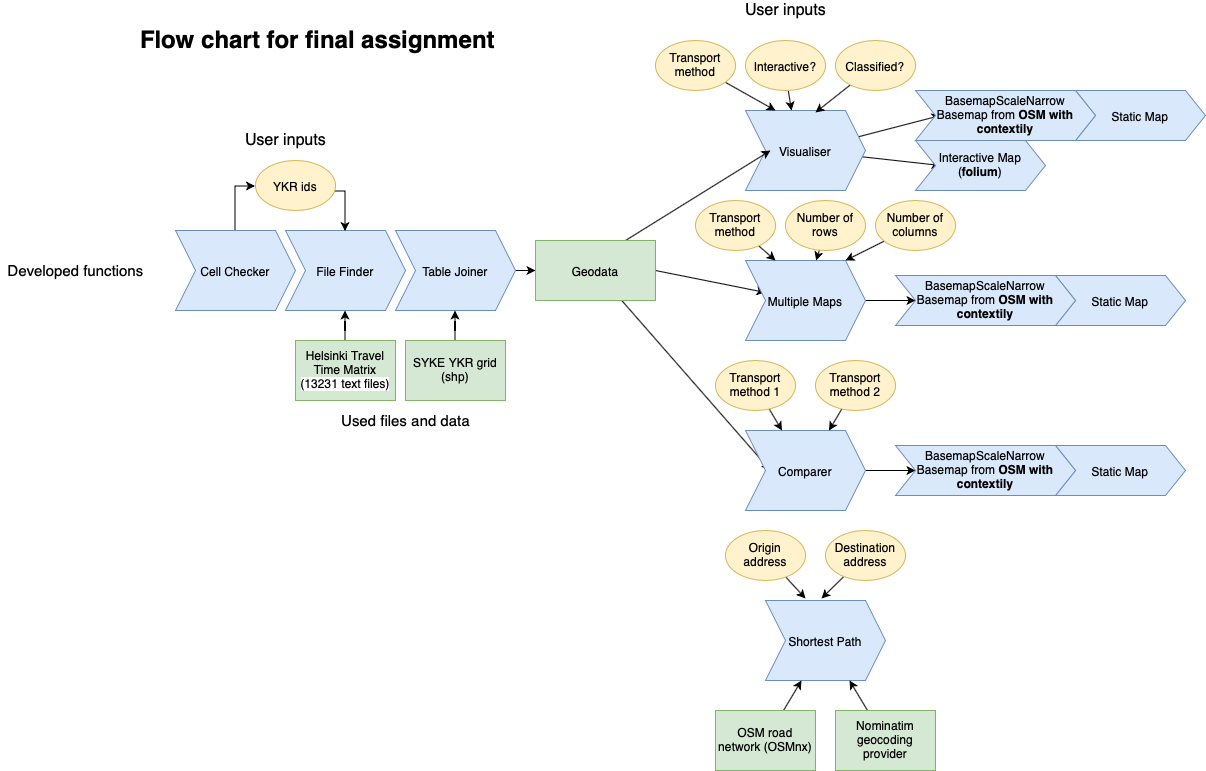 User inputs
Flow chart for final assignment
Transport
method
Interactive?
Classified?
BasemapScaleNarrow
Basemap from OSM with
contextily
Static Map
Visualiser
Interactive Map
(folium)
User inputs
YKR ids
Transport
method
Number of
rows
Number of
columns
Developed functions
Cell Checker
File Finder
Table Joiner
Geodata
Multiple Maps
BasemapScaleNarrow
Basemap from OSM with
contextily
Static Map
Helsinki Travel
Time Matrix
(13231 text files)
SYKE YKR grid
(shp)
Used files and data
Transport
method 1
Transport
method 2
Comparer
BasemapScaleNarrow
Basemap from OSM with
contextily
Static Map
Origin
address
Destination
address
Shortest Path
OSM road
network (OSMnx)
Nominatim
geocoding
provider